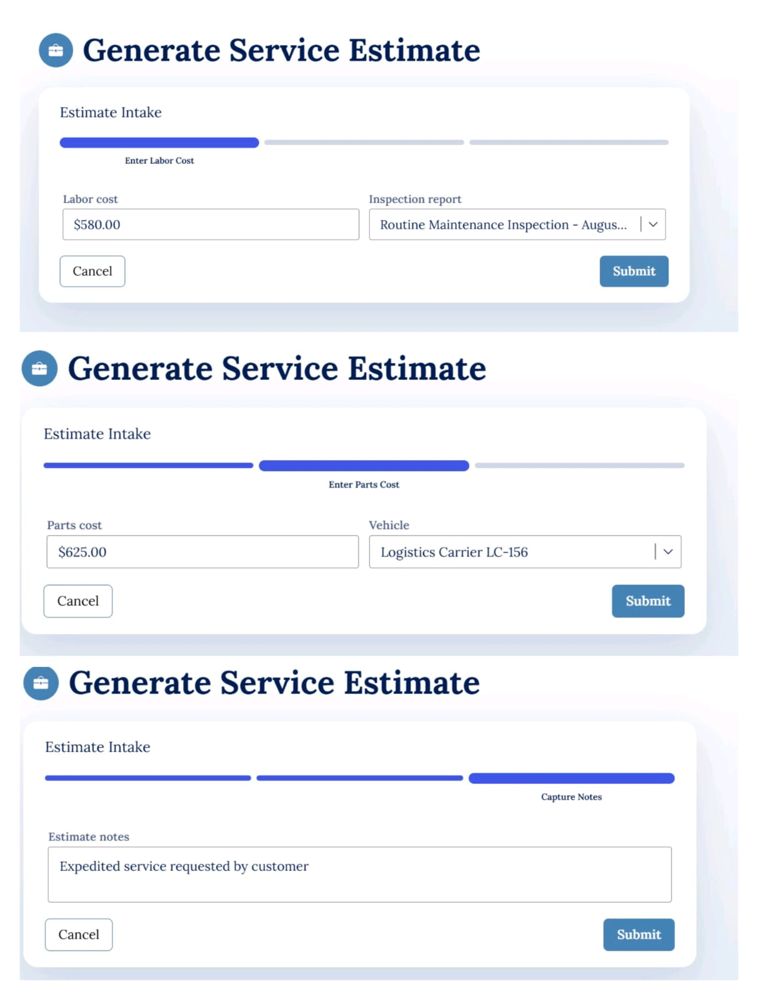 Generate Service Estimate
Estimate Intake
Enter Labor Cost
Labor cost
Inspection report
$580.00
Routine Maintenance Inspection - Augus...
Cancel
Submit
Generate Service Estimate
Estimate Intake
Enter Parts Cost
Parts cost
Vehicle
$625.00
Logistics Carrier LC-156
Cancel
Submit
Generate Service Estimate
Estimate Intake
Capture Notes
Estimate notes
Expedited service requested by customer
Cancel
Submit